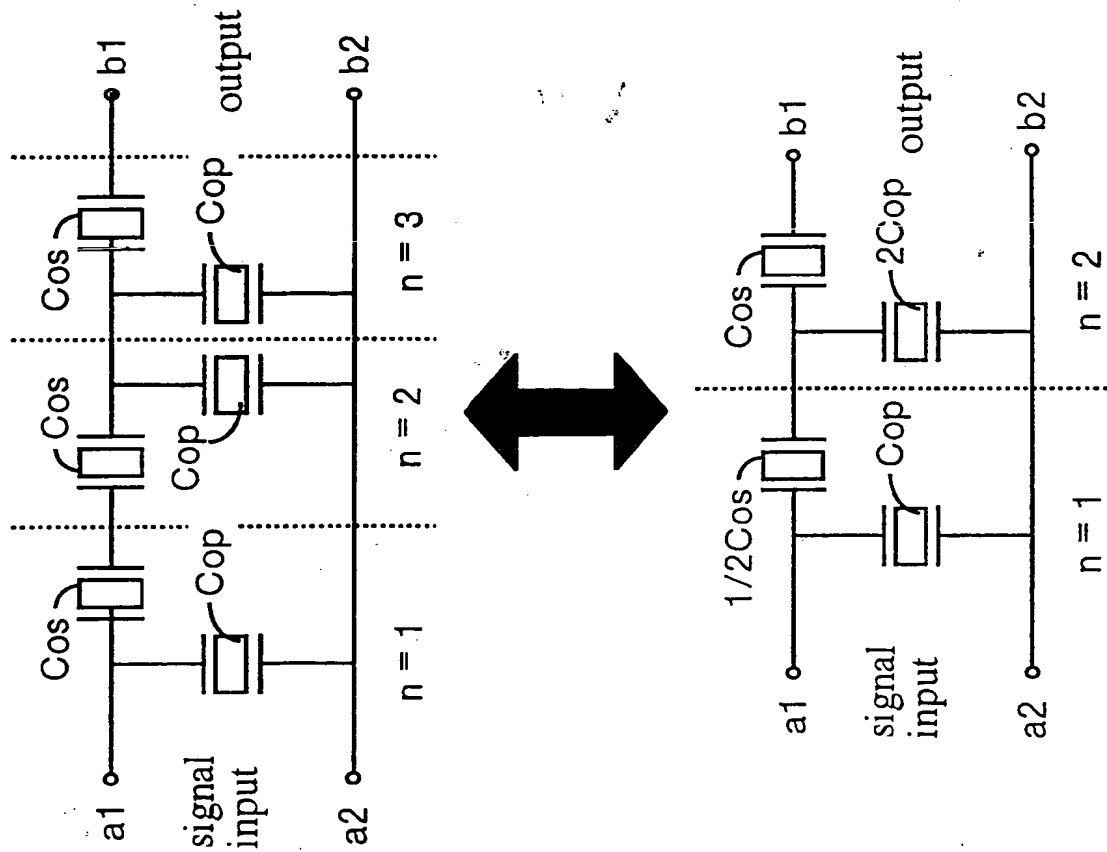 Cos
Cos
Cos
a1
b1
signal
input
Cop
Cop
Cop
output
a2
b2
n = 1
n = 2
n = 3
1/2Cos
Cos
a1
b1
signal
input
Cop
2Cop
output
a2
b2
n = 1
n = 2